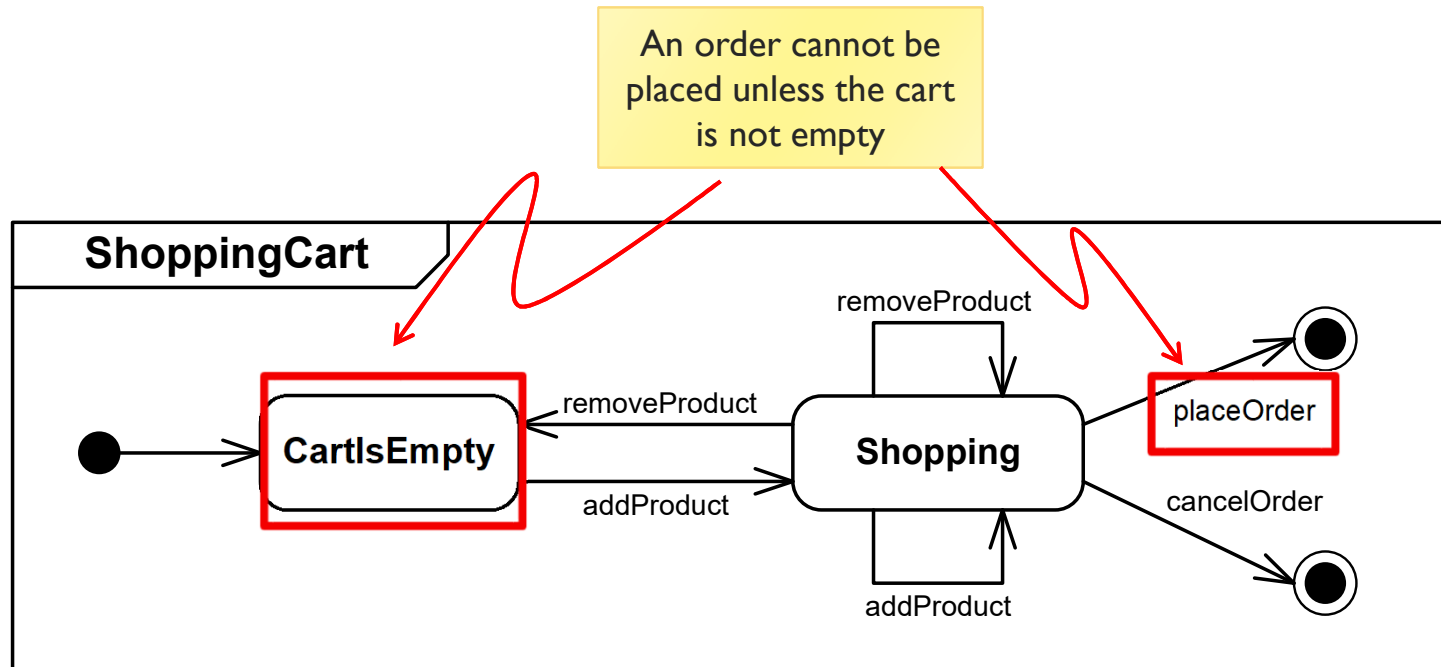 An order cannot be
placed unless the cart
is not empty
ShoppingCart
removeProduct
removeProduct
placeOrder
CartIsEmpty
Shopping
addProduct
cancelOrder
addProduct